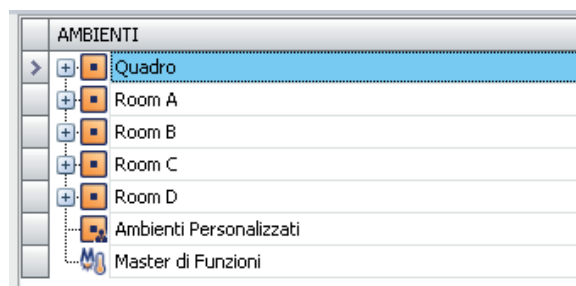 AMBIENTI
Quadro
Room A
Room B
Room C
Room D
Ambienti Personalizzati
Master di Funzioni